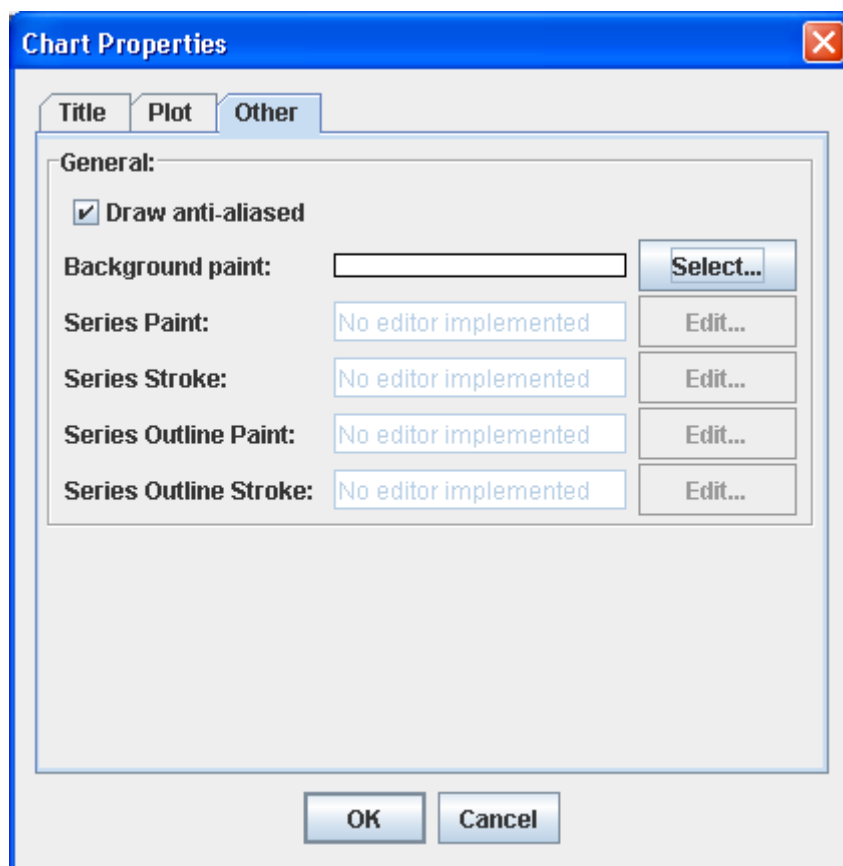 Chart Properties
Title Plot Other
General:
Draw anti-aliased
Background paint: Select...
Series Paint: No editor implemented Edit...
Series Stroke: No editor implemented Edit...
Series Outline Paint: No editor implemented Edit...
Series Outline Stroke: No editor implemented Edit...
OK Cancel